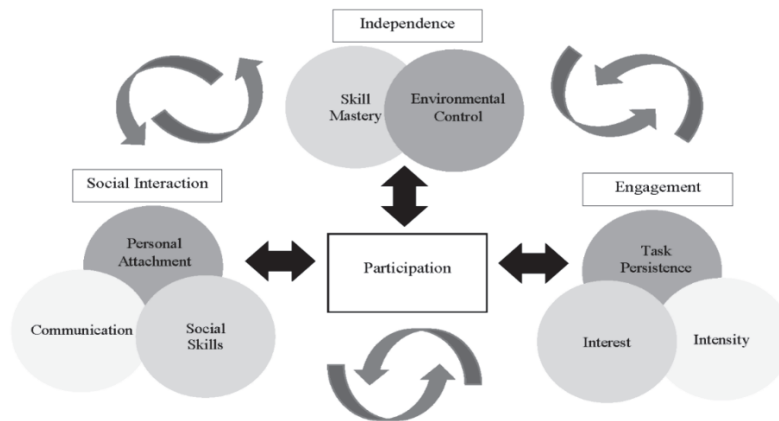 Independence
Skill
Mastery
Environmental
Control
Social Interaction
Engagement
Personal
Attachment
Participation
Task
Persistence
Communication
Social
Skills
Interest
Intensity